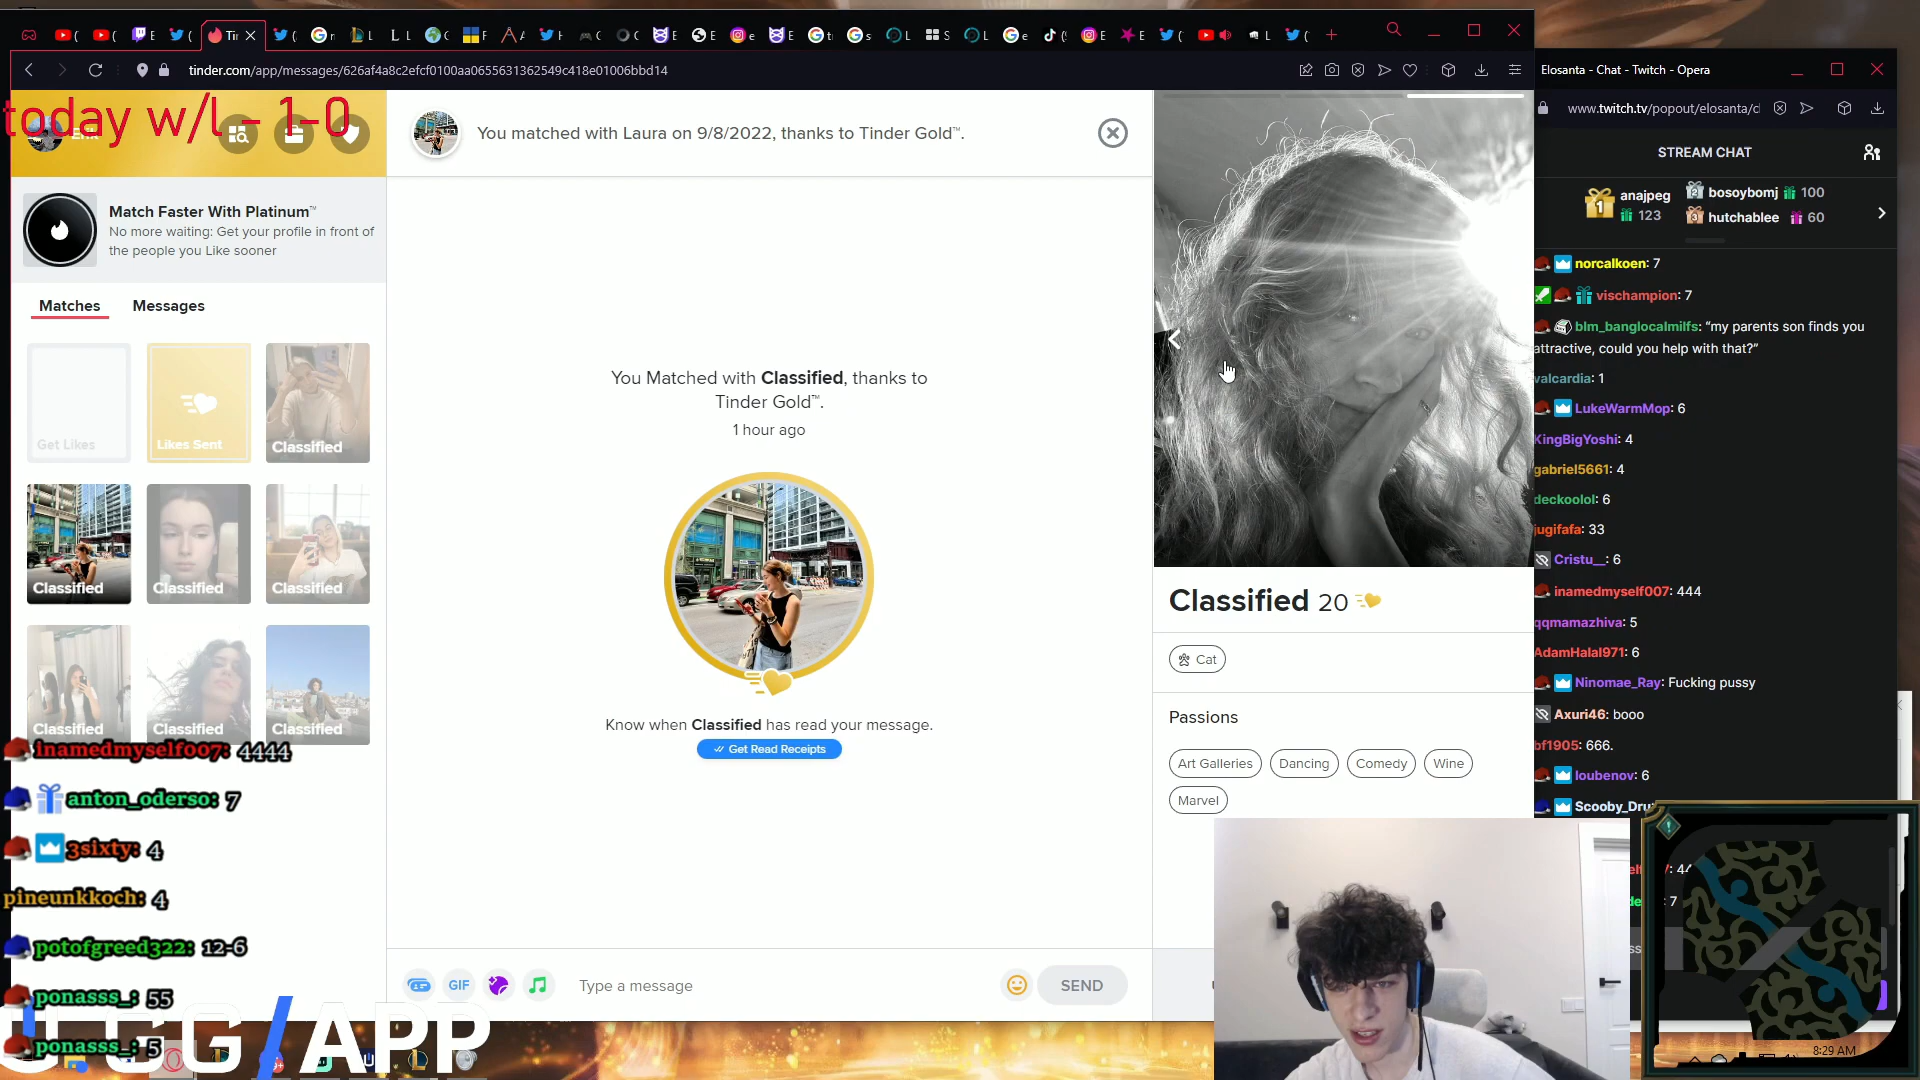 tinder.com/app/messages/626af4a8c2efcf0100aa0655631362549c418e01006bbd14
today w/l - 1-0
Match Faster With Platinum™
No more waiting: Get your profile in front of
the people you Like sooner
Matches
Messages
Get Likes
Likes Sent
Classified
Classified
Classified
Classified
Classified
Classified
Classified
inamedmyself007: 4444
anton_oderso: 7
3sixty: 4
pineunkkoch: 4
potofgreed322: 12-6
ponasss_: 55
ponasss_: 5
U.GG/APP
You matched with Laura on 9/8/2022, thanks to Tinder Gold™.
You Matched with Classified, thanks to
Tinder Gold™.
1 hour ago
Know when Classified has read your message.
Get Read Receipts
GIF
Type a message
SEND
Classified 20
Cat
Passions
Art Galleries
Dancing
Comedy
Wine
Marvel
Elosanta - Chat - Twitch - Opera
www.twitch.tv/popout/elosanta/
STREAM CHAT
1 anajpeg 123
2 bosoybomj 100
3 hutchablee 60
norcalkoen: 7
vischampion: 7
blm_banglocalmilfs: “my parents son finds you
attractive, could you help with that?”
valcardia: 1
LukeWarmMop: 6
KingBigYoshi: 4
gabriel5661: 4
deckoolol: 6
jugifafa: 33
Cristu__: 6
inamedmyself007: 444
qqmamazhiva: 5
AdamHalal971: 6
Ninomae_Ray: Fucking pussy
Axuri46: booo
bf1905: 666.
loubenov: 6
Scooby_Dru
8:29 AM